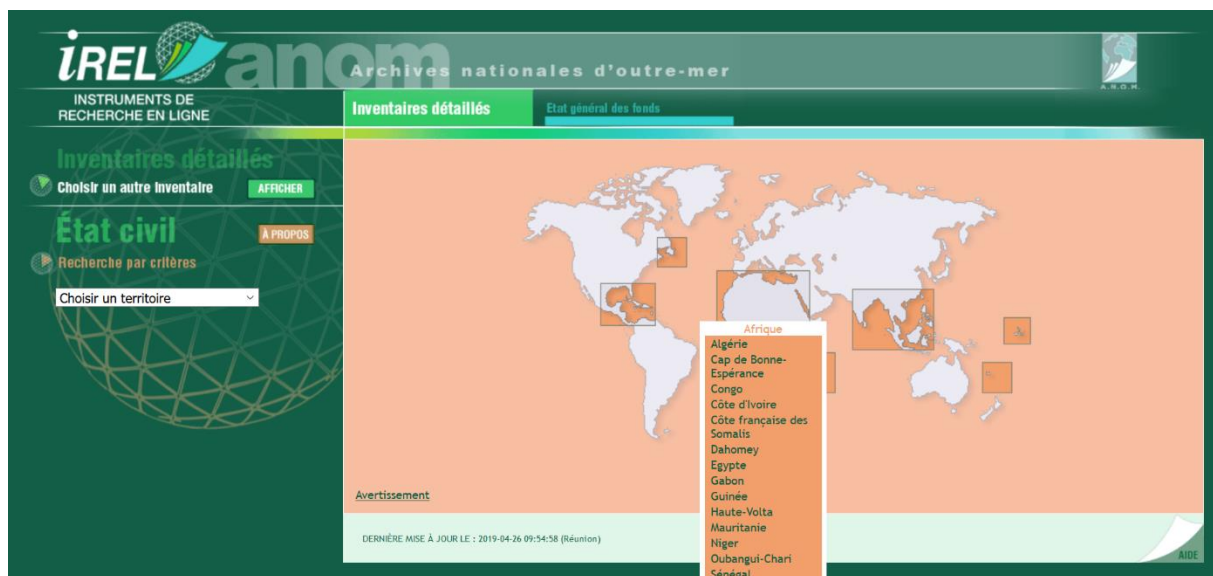 iREL
anom
Archives nationales d'outre-mer
A.N.O.M.
INSTRUMENTS DE
RECHERCHE EN LIGNE
Inventaires détaillés
Etat général des fonds
Inventaires détaillés
Choisir un autre Inventaire
AFFICHER
État civil
À PROPOS
Recherche par critères
Choisir un territoire
Afrique
Algérie
Cap de Bonne-
Espérance
Congo
Côte d'Ivoire
Côte française des
Somalis
Dahomey
Egypte
Gabon
Guinée
Haute-Volta
Mauritanie
Niger
Oubangui-Chari
Sénégal
Avertissement
DERNIÈRE MISE À JOUR LE : 2019-04-26 09:54:58 (Réunion)
AIDE